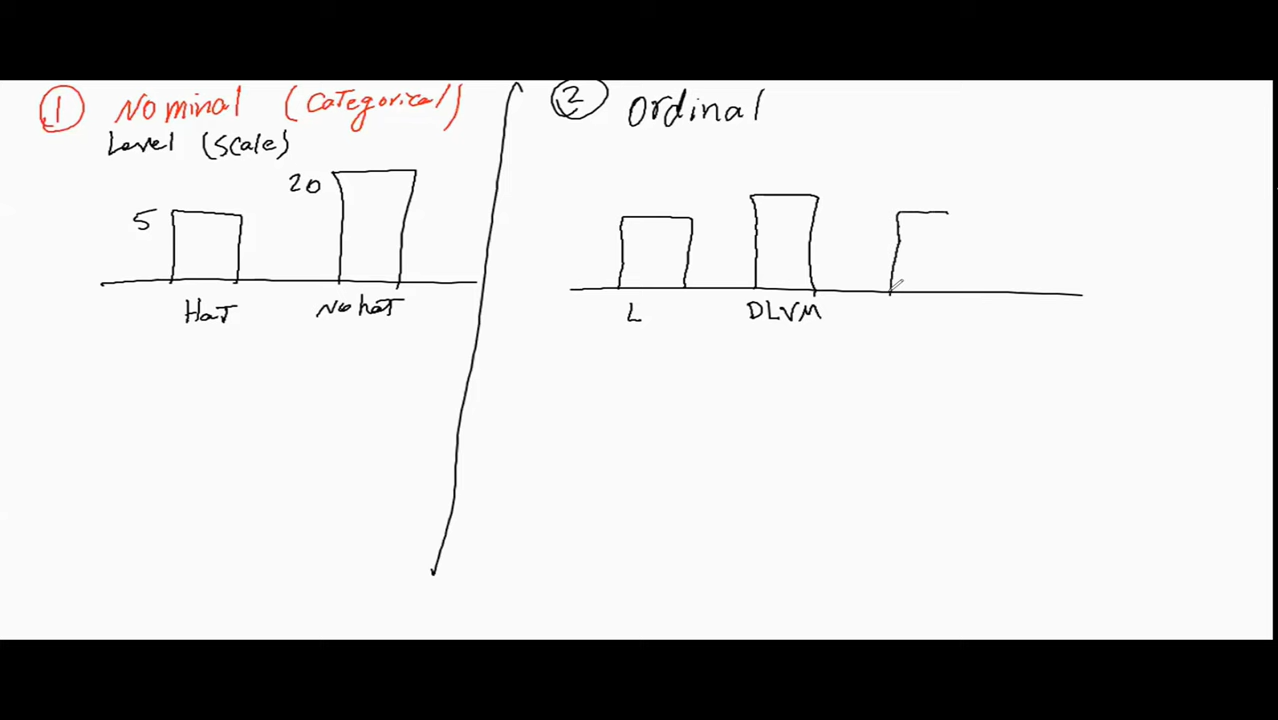 1 Nominal (Categorical)
Level (Scale)
5
20
Hat
No hat
2 Ordinal
L
DLVM